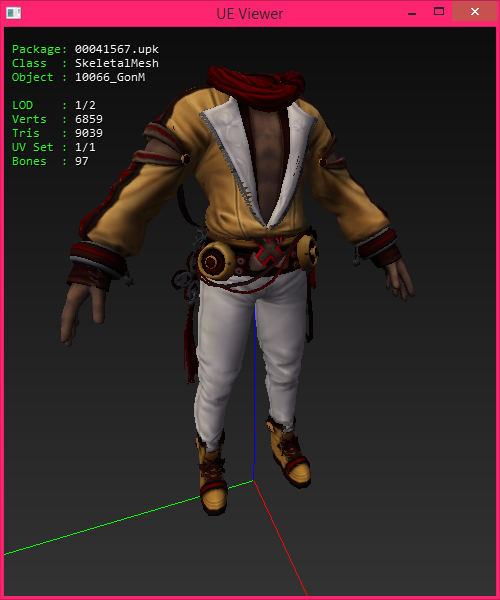 UE Viewer
Package: 00041567.upk
Class : SkeletalMesh
Object : 10066_GonM
LOD : 1/2
Verts : 6859
Tris : 9039
UV Set : 1/1
Bones : 97